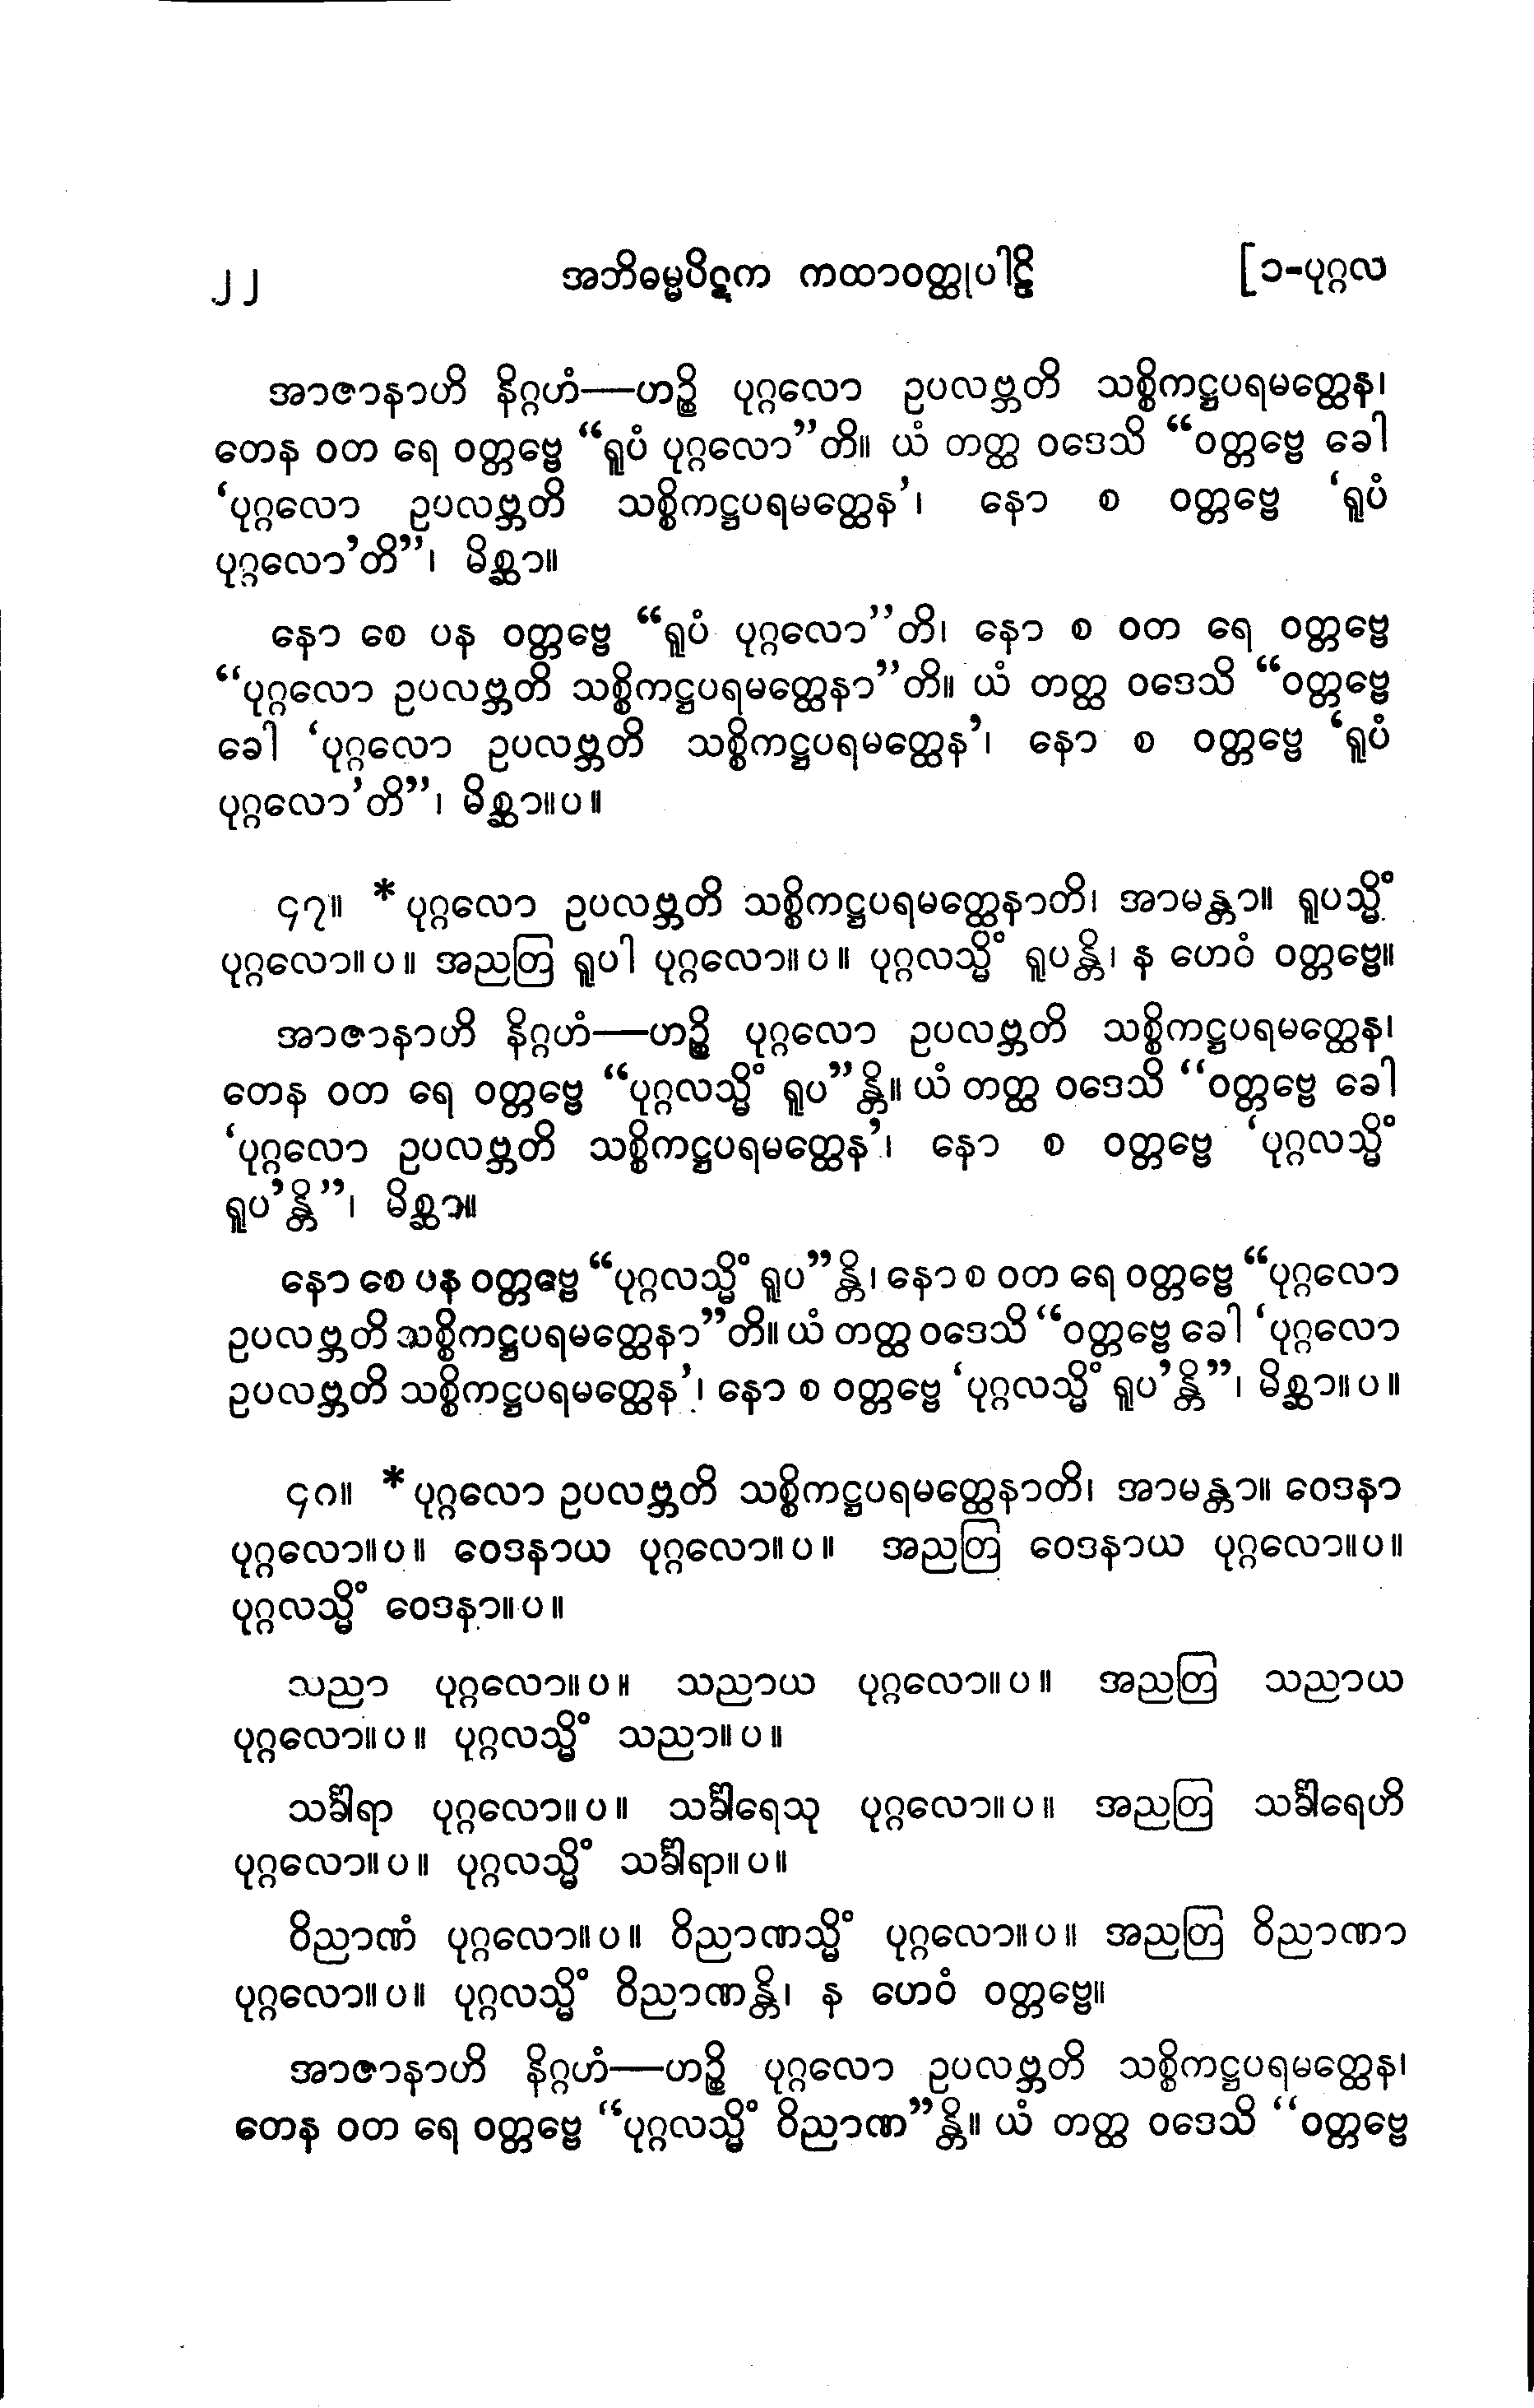 ၂၂ အဘိဓမ္မပိဋက ကထာဝတ္ထုပါဠိ [၁-ပုဂ္ဂလ
အာဇာနာဟိ နိဂ္ဂဟံ—ဟဉ္စိ ပုဂ္ဂလော ဥပလဗ္ဘတိ သစ္စိကဋ္ဌပရမတ္ထေန၊
တေန ဝတ ရေ ဝတ္တဗ္ဗေ “ရူပံ ပုဂ္ဂလော”တိ။ ယံ တတ္ထ ဝဒေသိ “ဝတ္တဗ္ဗေ ခေါ
‘ပုဂ္ဂလော ဥပလဗ္ဘတိ သစ္စိကဋ္ဌပရမတ္ထေန’၊ နော စ ဝတ္တဗ္ဗေ ‘ရူပံ
ပုဂ္ဂလော’တိ”၊ မိစ္ဆာ။
နော စေ ပန ဝတ္တဗ္ဗေ “ရူပံ ပုဂ္ဂလော”တိ၊ နော စ ဝတ ရေ ဝတ္တဗ္ဗေ
“ပုဂ္ဂလော ဥပလဗ္ဘတိ သစ္စိကဋ္ဌပရမတ္ထေနာ”တိ။ ယံ တတ္ထ ဝဒေသိ “ဝတ္တဗ္ဗေ
ခေါ ‘ပုဂ္ဂလော ဥပလဗ္ဘတိ သစ္စိကဋ္ဌပရမတ္ထေန’၊ နော စ ဝတ္တဗ္ဗေ ‘ရူပံ
ပုဂ္ဂလော’တိ”၊ မိစ္ဆာ။ပ။
၄၇။ *ပုဂ္ဂလော ဥပလဗ္ဘတိ သစ္စိကဋ္ဌပရမတ္ထေနာတိ၊ အာမန္တာ။ ရူပသ္မိံ
ပုဂ္ဂလော။ပ။ အညတြ ရူပါ ပုဂ္ဂလော။ပ။ ပုဂ္ဂလသ္မိံ ရူပန္တိ၊ န ဟေဝံ ဝတ္တဗ္ဗေ။
အာဇာနာဟိ နိဂ္ဂဟံ—ဟဉ္စိ ပုဂ္ဂလော ဥပလဗ္ဘတိ သစ္စိကဋ္ဌပရမတ္ထေန၊
တေန ဝတ ရေ ဝတ္တဗ္ဗေ “ပုဂ္ဂလသ္မိံ ရူပ”န္တိ။ ယံ တတ္ထ ဝဒေသိ “ဝတ္တဗ္ဗေ ခေါ
‘ပုဂ္ဂလော ဥပလဗ္ဘတိ သစ္စိကဋ္ဌပရမတ္ထေန’၊ နော စ ဝတ္တဗ္ဗေ ‘ပုဂ္ဂလသ္မိံ
ရူပ’န္တိ”၊ မိစ္ဆာ။
နော စေ ပန ဝတ္တဗ္ဗေ “ပုဂ္ဂလသ္မိံ ရူပ”န္တိ၊ နော စ ဝတ ရေ ဝတ္တဗ္ဗေ “ပုဂ္ဂလော
ဥပလဗ္ဘတိ သစ္စိကဋ္ဌပရမတ္ထေနာ”တိ။ ယံ တတ္ထ ဝဒေသိ “ဝတ္တဗ္ဗေ ခေါ ‘ပုဂ္ဂလော
ဥပလဗ္ဘတိ သစ္စိကဋ္ဌပရမတ္ထေန’၊ နော စ ဝတ္တဗ္ဗေ ‘ပုဂ္ဂလသ္မိံ ရူပ’န္တိ”၊ မိစ္ဆာ။ပ။
၄၈။ *ပုဂ္ဂလော ဥပလဗ္ဘတိ သစ္စိကဋ္ဌပရမတ္ထေနာတိ၊ အာမန္တာ။ ဝေဒနာ
ပုဂ္ဂလော။ပ။ ဝေဒနာယ ပုဂ္ဂလော။ပ။ အညတြ ဝေဒနာယ ပုဂ္ဂလော။ပ။
ပုဂ္ဂလသ္မိံ ဝေဒနာ။ပ။
သညာ ပုဂ္ဂလော။ပ။ သညာယ ပုဂ္ဂလော။ပ။ အညတြ သညာယ
ပုဂ္ဂလော။ပ။ ပုဂ္ဂလသ္မိံ သညာ။ပ။
သင်္ခါရာ ပုဂ္ဂလော။ပ။ သင်္ခါရေသု ပုဂ္ဂလော။ပ။ အညတြ သင်္ခါရေဟိ
ပုဂ္ဂလော။ပ။ ပုဂ္ဂလသ္မိံ သင်္ခါရာ။ပ။
ဝိညာဏံ ပုဂ္ဂလော။ပ။ ဝိညာဏသ္မိံ ပုဂ္ဂလော။ပ။ အညတြ ဝိညာဏာ
ပုဂ္ဂလော။ပ။ ပုဂ္ဂလသ္မိံ ဝိညာဏန္တိ၊ န ဟေဝံ ဝတ္တဗ္ဗေ။
အာဇာနာဟိ နိဂ္ဂဟံ—ဟဉ္စိ ပုဂ္ဂလော ဥပလဗ္ဘတိ သစ္စိကဋ္ဌပရမတ္ထေန၊
တေန ဝတ ရေ ဝတ္တဗ္ဗေ “ပုဂ္ဂလသ္မိံ ဝိညာဏ”န္တိ။ ယံ တတ္ထ ဝဒေသိ “ဝတ္တဗ္ဗေ